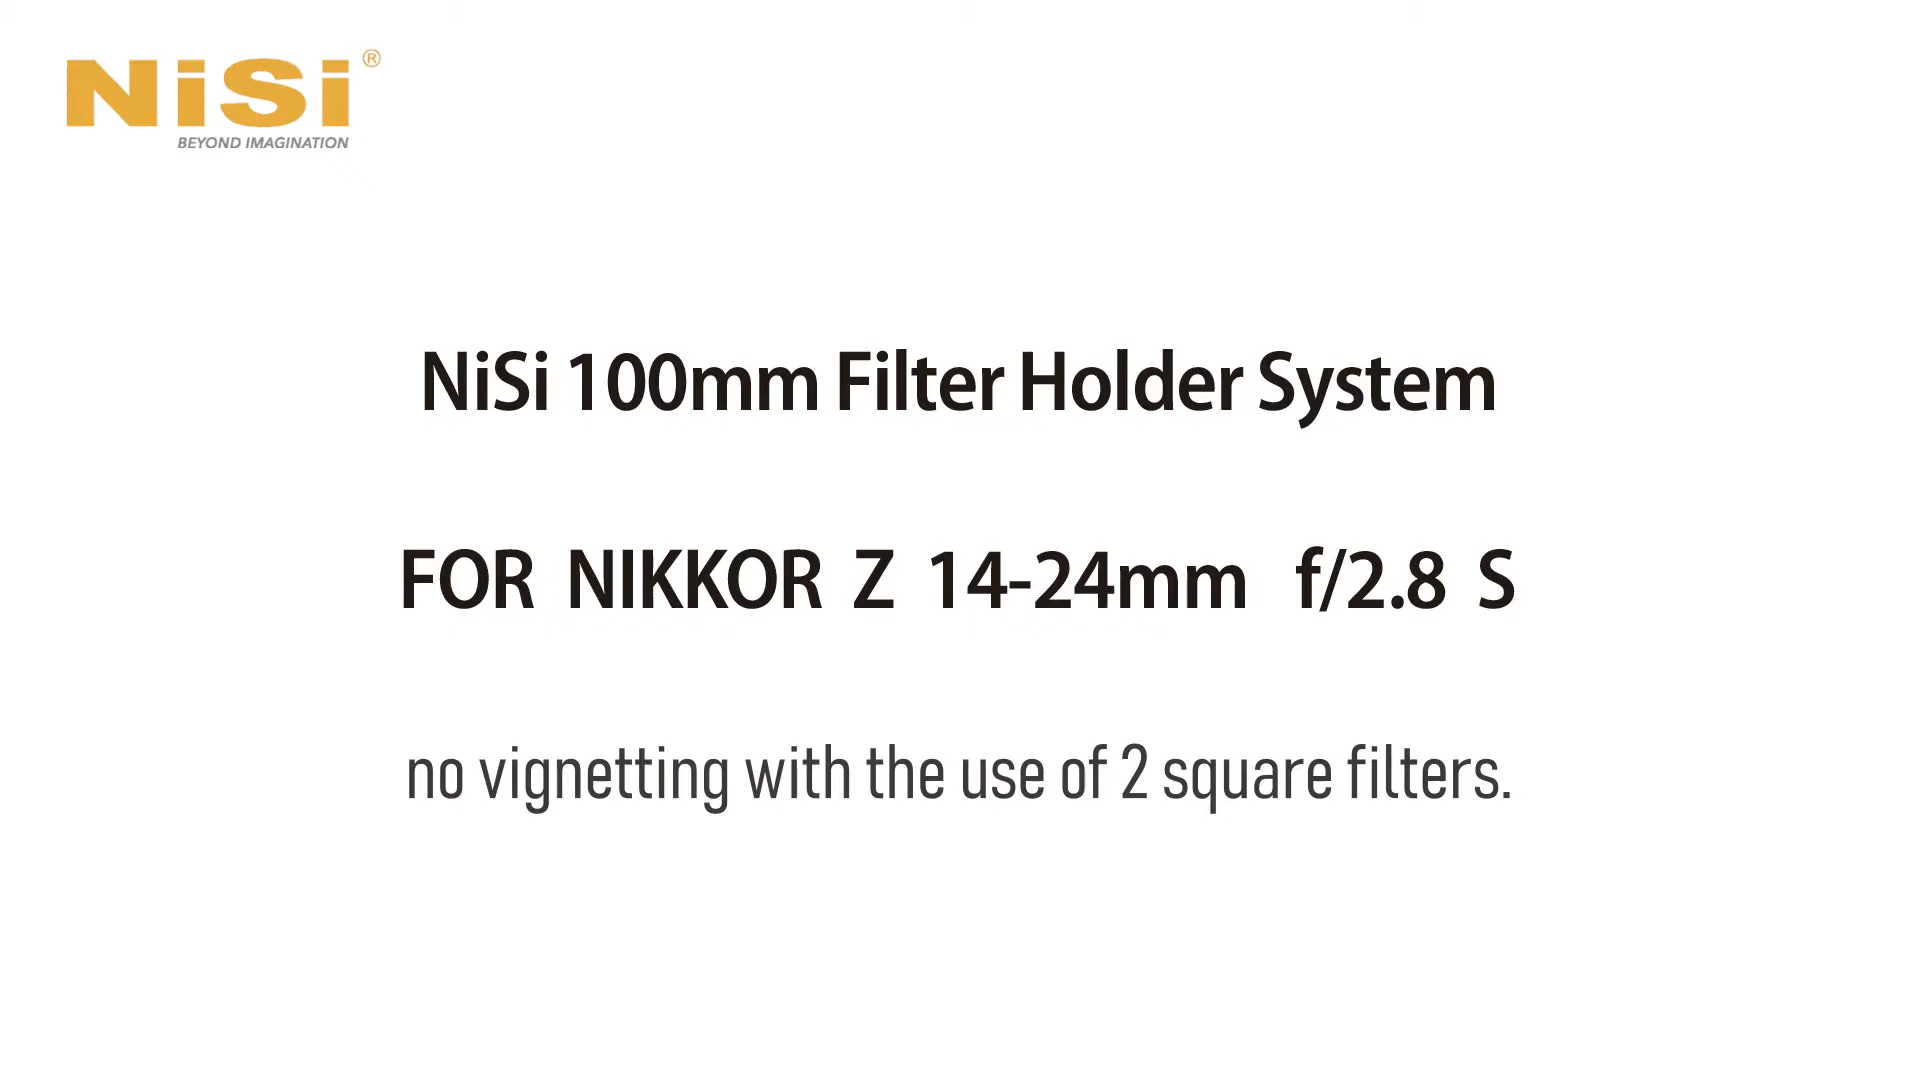 NiSi®
BEYOND IMAGINATION
NiSi 100mm Filter Holder System
FOR NIKKOR Z 14-24mm f/2.8 S
no vignetting with the use of 2 square filters.